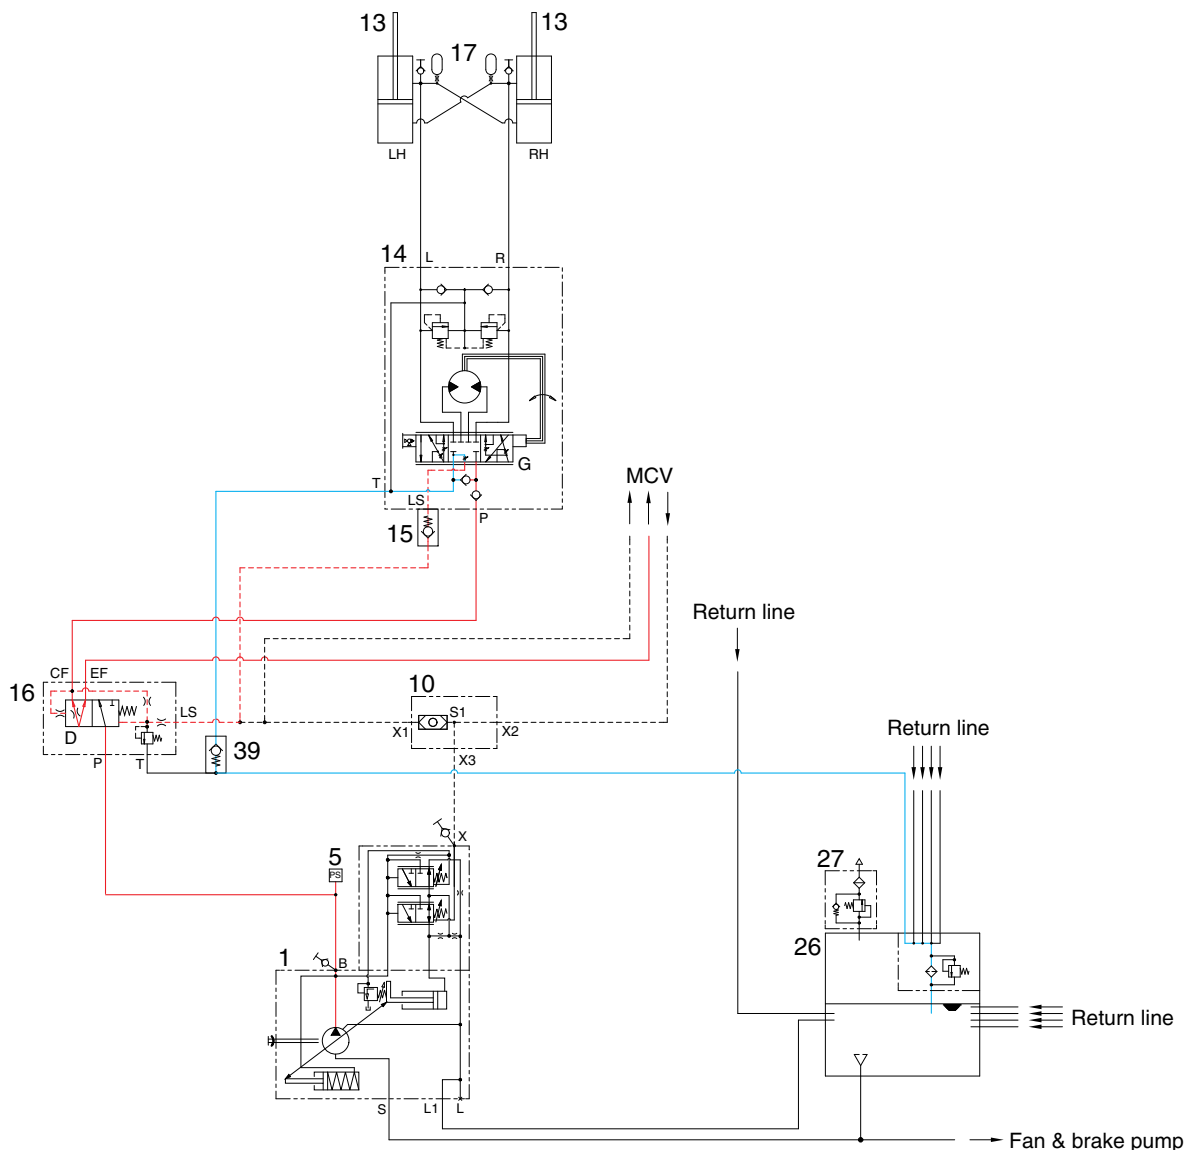 13
17
13
LH
RH
14
L
R
G
MCV
T
LS
P
15
Return line
CF
EF
16
10
LS
S1
X1
X2
D
39
Return line
P
T
X3
X
5
PS
27
1
B
26
Return line
S
L1
L
Fan & brake pump